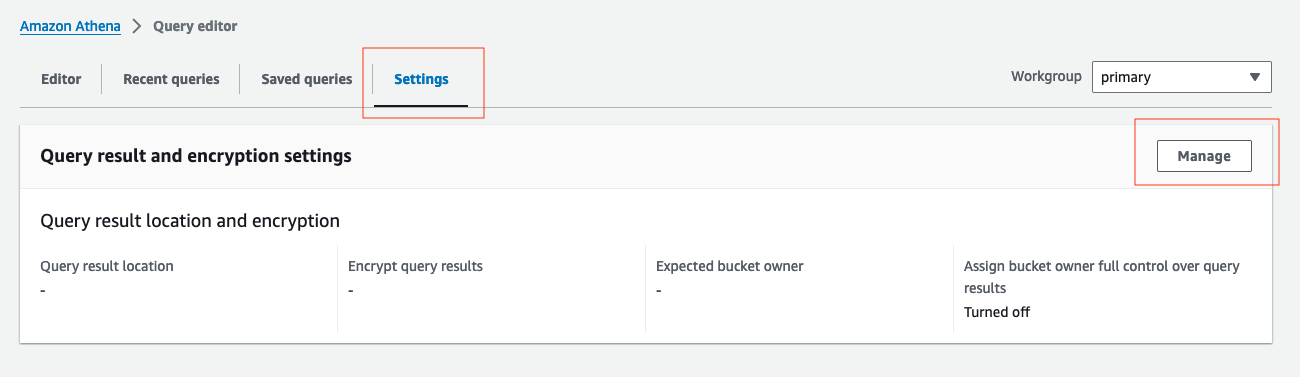 Amazon Athena > Query editor
Editor Recent queries Saved queries Settings Workgroup primary
Query result and encryption settings Manage
Query result location and encryption
Query result location Encrypt query results Expected bucket owner Assign bucket owner full control over query
results
- - - Turned off